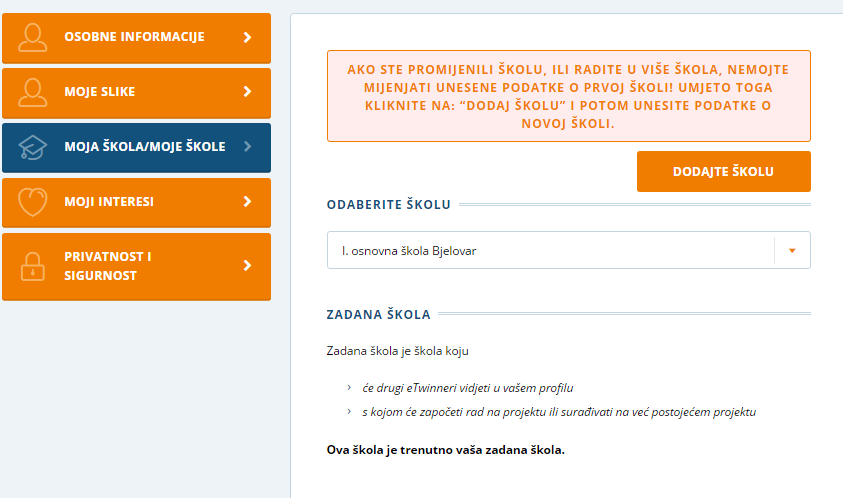 OSOBNE INFORMACIJE
MOJE SLIKE
MOJA ŠKOLA/MOJE ŠKOLE
MOJI INTERESI
PRIVATNOST I
SIGURNOST
AKO STE PROMIJENILI ŠKOLU, ILI RADITE U VIŠE ŠKOLA, NEMOJTE
MIJENJATI UNESENE PODATKE O PRVOJ ŠKOLI! UMJETO TOGA
KLIKNITE NA: “DODAJ ŠKOLU” I POTOM UNESITE PODATKE O
NOVOJ ŠKOLI.
DODAJTE ŠKOLU
ODABERITE ŠKOLU
I. osnovna škola Bjelovar
ZADANA ŠKOLA
Zadana škola je škola koju
će drugi eTwinneri vidjeti u vašem profilu
s kojom će započeti rad na projektu ili surađivati na već postojećem projektu
Ova škola je trenutno vaša zadana škola.